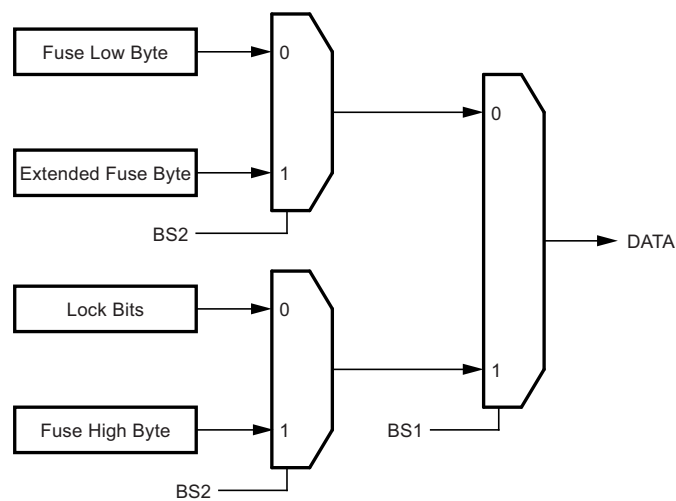 Fuse Low Byte
0
0
Extended Fuse Byte
1
BS2
DATA
Lock Bits
0
1
Fuse High Byte
1
BS1
BS2